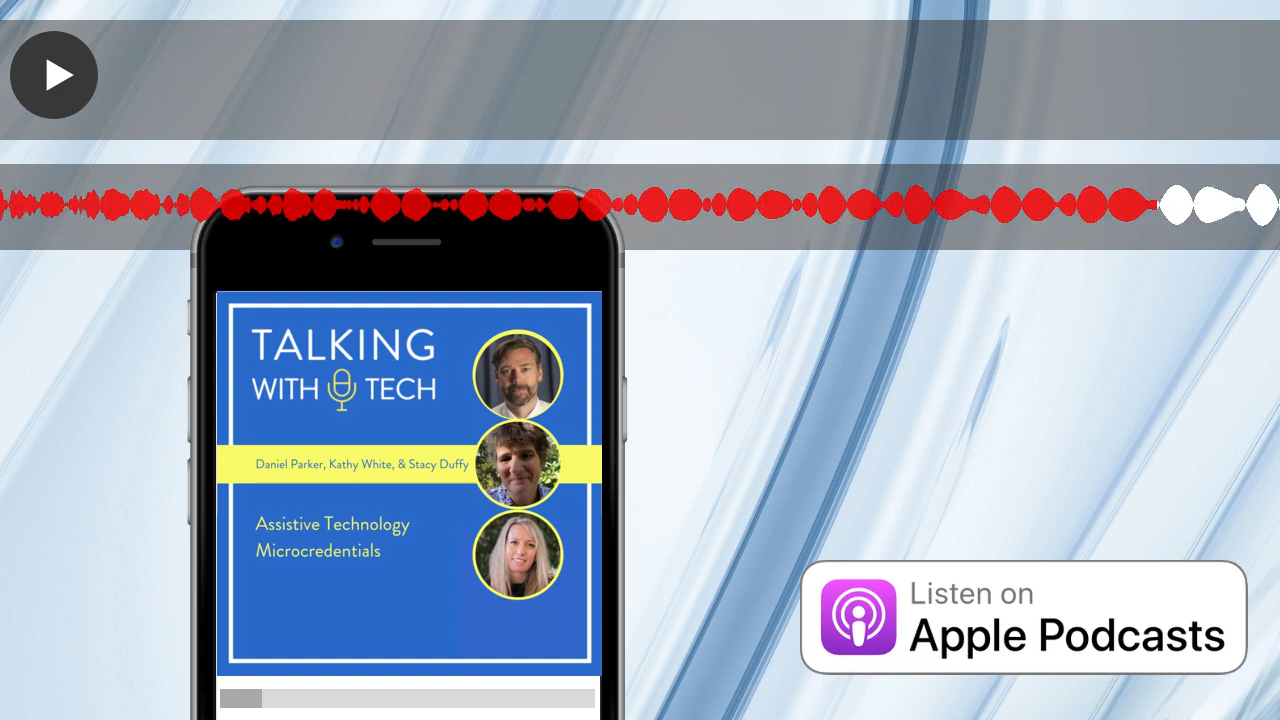 TALKING
WITH TECH
Daniel Parker, Kathy White, & Stacy Duffy
Assistive Technology
Microcredentials
Listen on
Apple Podcasts